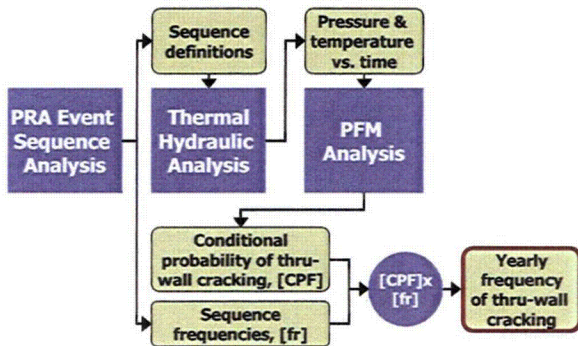 Sequence
definitions
Pressure &
temperature
vs. time
PRA Event
Sequence
Analysis
Thermal
Hydraulic
Analysis
PFM
Analysis
Conditional
probability of thru-
wall cracking, [CPF]
Sequence
frequencies, [fr]
[CPF]x
[fr]
Yearly
frequency
of thru-wall
cracking